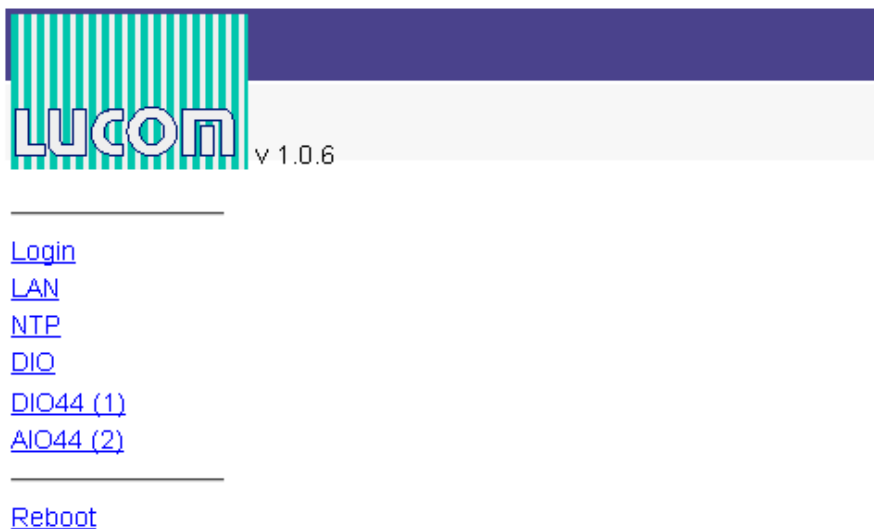 LUCOM
v 1.0.6
Login
LAN
NTP
DIO
DIO44 (1)
AIO44 (2)
Reboot